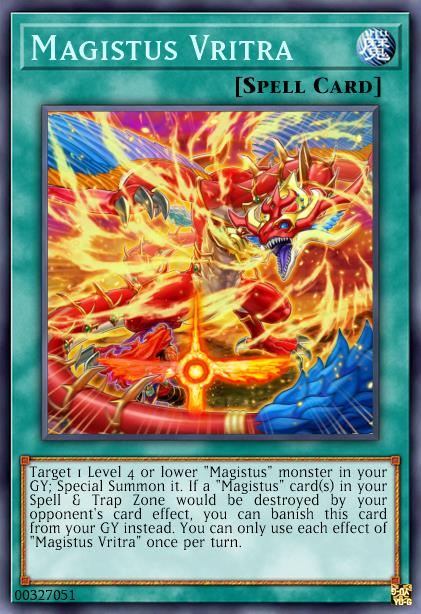 Magistus Vritra
魔
[Spell Card]
Target 1 Level 4 or lower "Magistus" monster in your
GY; Special Summon it. If a "Magistus" card(s) in your
Spell & Trap Zone would be destroyed by your
opponent's card effect, you can banish this card
from your GY instead. You can only use each effect of
"Magistus Vritra" once per turn.
00327051